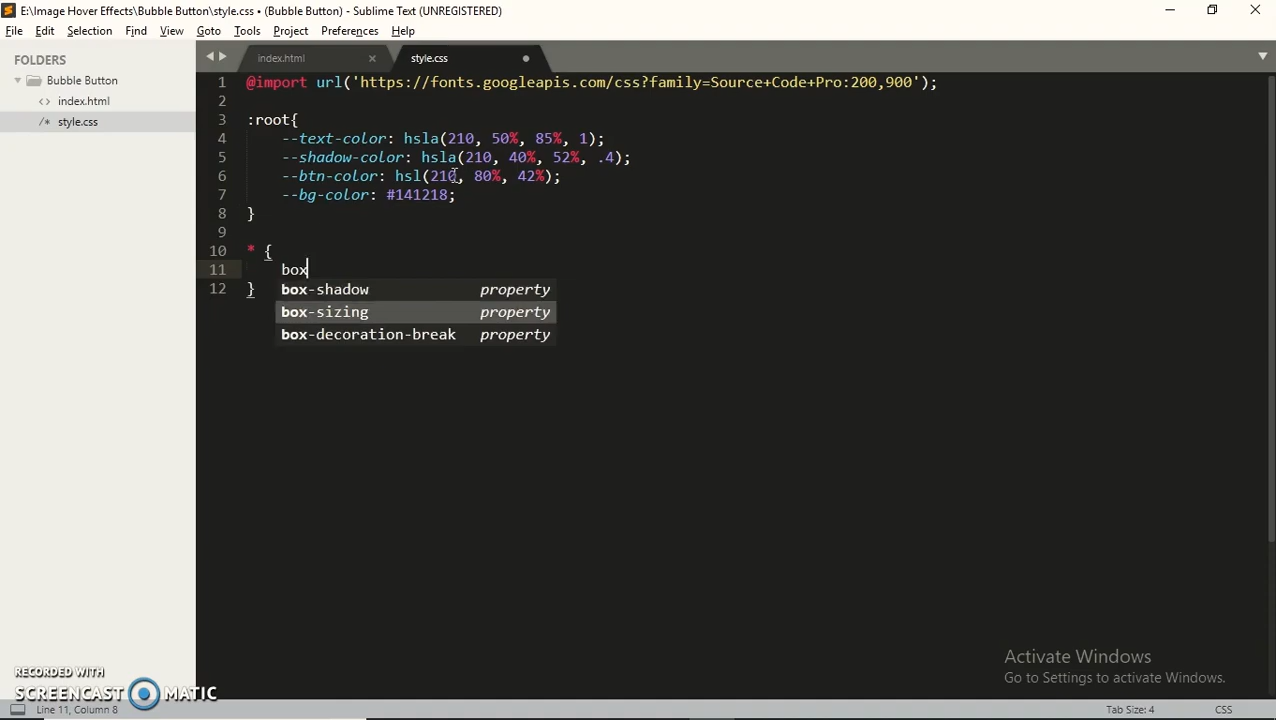 E:\Image Hover Effects\Bubble Button\style.css • (Bubble Button) - Sublime Text (UNREGISTERED)
File Edit Selection Find View Goto Tools Project Preferences Help
FOLDERS
Bubble Button
<> index.html
/* style.css
index.html × style.css
1 @import url('https://fonts.googleapis.com/css?family=Source+Code+Pro:200,900');
2
3 :root{
4 --text-color: hsla(210, 50%, 85%, 1);
5 --shadow-color: hsla(210, 40%, 52%, .4);
6 --btn-color: hsl(210, 80%, 42%);
7 --bg-color: #141218;
8 }
9
10 * {
11 box
box-shadow property
box-sizing property
box-decoration-break property
12 }
Activate Windows
Go to Settings to activate Windows.
RECORDED WITH
SCREENCAST MATIC
Line 11, Column 8
Tab Size: 4
CSS